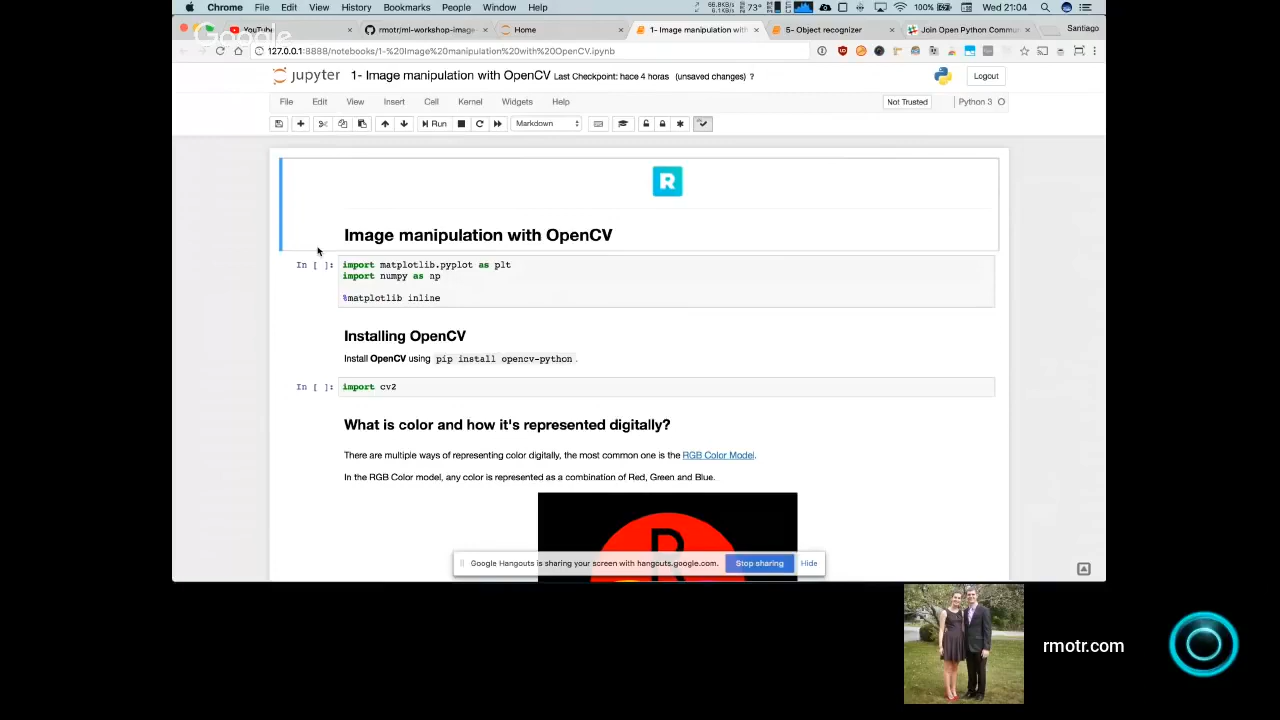 Chrome File Edit View History Bookmarks People Window Help 66.8KB/s 6.1KB/s 73° 100% Wed 21:04
Google
YouTube rmotr/ml-workshop-image- Home 1- Image manipulation with 5- Object recognizer Join Open Python Commu Santiago
127.0.0.1:8888/notebooks/1-%20Image%20manipulation%20with%20OpenCV.ipynb
jupyter 1- Image manipulation with OpenCV Last Checkpoint: hace 4 horas (unsaved changes) ? Logout
File Edit View Insert Cell Kernel Widgets Help Not Trusted Python 3
Run Markdown
R
Image manipulation with OpenCV
In [ ]: import matplotlib.pyplot as plt
import numpy as np
%matplotlib inline
Installing OpenCV
Install OpenCV using pip install opencv-python.
In [ ]: import cv2
What is color and how it's represented digitally?
There are multiple ways of representing color digitally, the most common one is the RGB Color Model.
In the RGB Color model, any color is represented as a combination of Red, Green and Blue.
R
Google Hangouts is sharing your screen with hangouts.google.com. Stop sharing Hide
rmotr.com